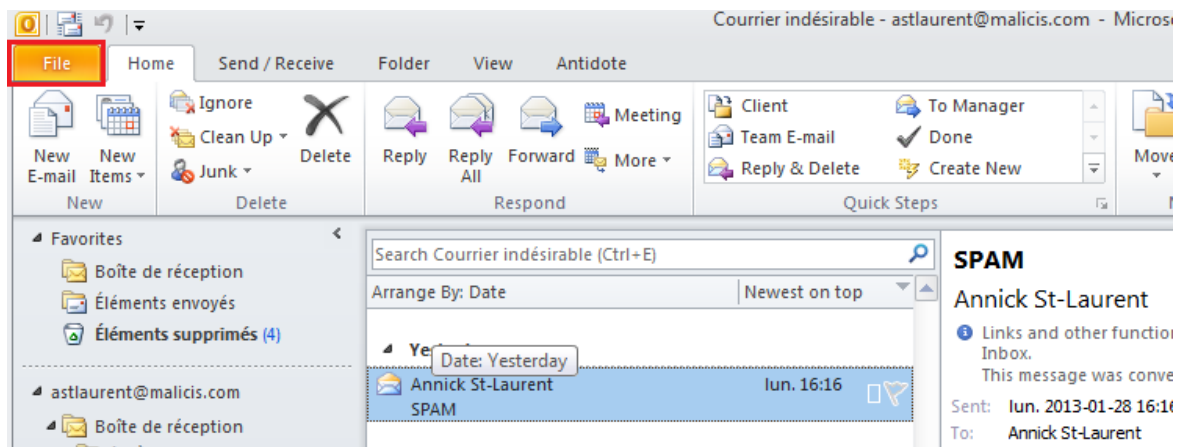 Courrier indésirable - astlaurent@malicis.com - Micros
File Home Send / Receive Folder View Antidote
Ignore
Clean Up
Junk
New E-mail
New Items
Delete
Reply
Reply All
Forward
Meeting
More
Client
Team E-mail
Reply & Delete
To Manager
Done
Create New
Move
New Delete Respond Quick Steps
Favorites
Boîte de réception
Éléments envoyés
Éléments supprimés (4)
astlaurent@malicis.com
Boîte de réception
Search Courrier indésirable (Ctrl+E)
Arrange By: Date Newest on top
Ye
Date: Yesterday
Annick St-Laurent lun. 16:16
SPAM
SPAM
Annick St-Laurent
Links and other function
Inbox.
This message was conve
Sent: lun. 2013-01-28 16:16
To: Annick St-Laurent